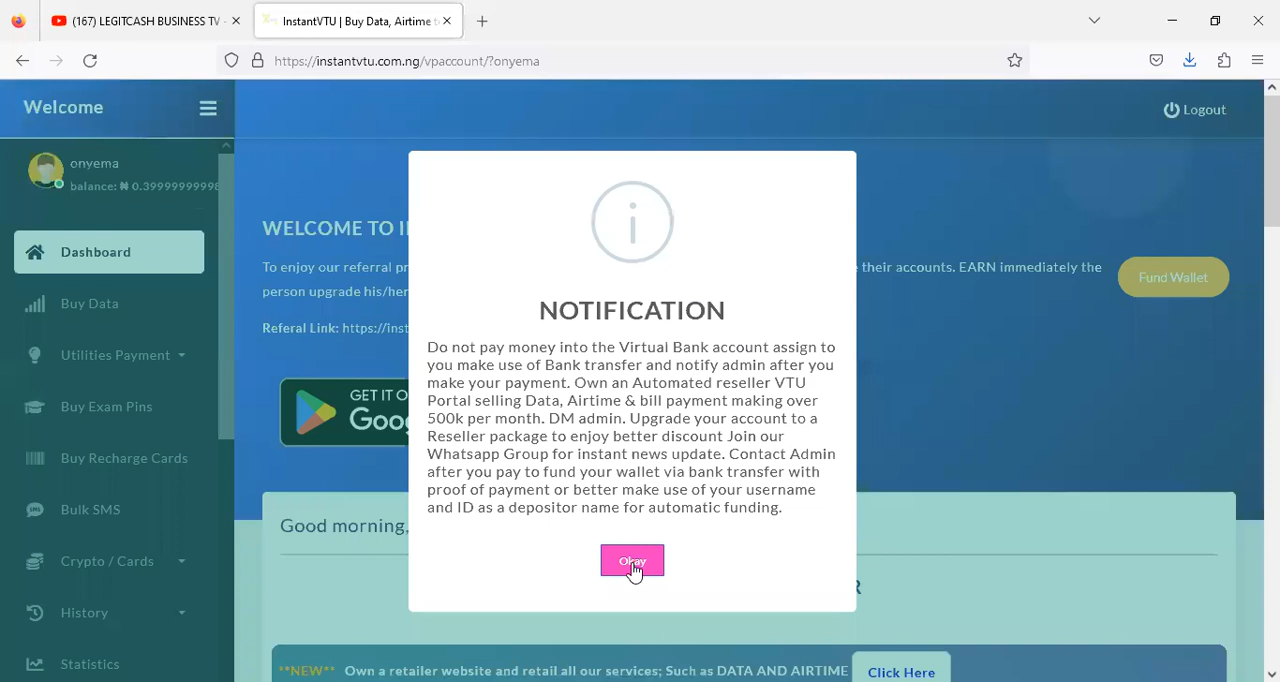 (167) LEGITCASH BUSINESS TV -
InstantVTU | Buy Data, Airtime to
https://instantvtu.com.ng/vpaccount/?onyema
Welcome
Logout
onyema
balance: ₦ 0.39999999998
Dashboard
Buy Data
Utilities Payment
Buy Exam Pins
Buy Recharge Cards
Bulk SMS
Crypto / Cards
History
Statistics
WELCOME TO I
To enjoy our referral pr
their accounts. EARN immediately the
person upgrade his/her
Referal Link: https://inst
Fund Wallet
GET IT O
Goo
NOTIFICATION
Do not pay money into the Virtual Bank account assign to
you make use of Bank transfer and notify admin after you
make your payment. Own an Automated reseller VTU
Portal selling Data, Airtime & bill payment making over
500k per month. DM admin. Upgrade your account to a
Reseller package to enjoy better discount Join our
Whatsapp Group for instant news update. Contact Admin
after you pay to fund your wallet via bank transfer with
proof of payment or better make use of your username
and ID as a depositor name for automatic funding.
Okay
Good morning,
R
**NEW** Own a retailer website and retail all our services; Such as DATA AND AIRTIME
Click Here